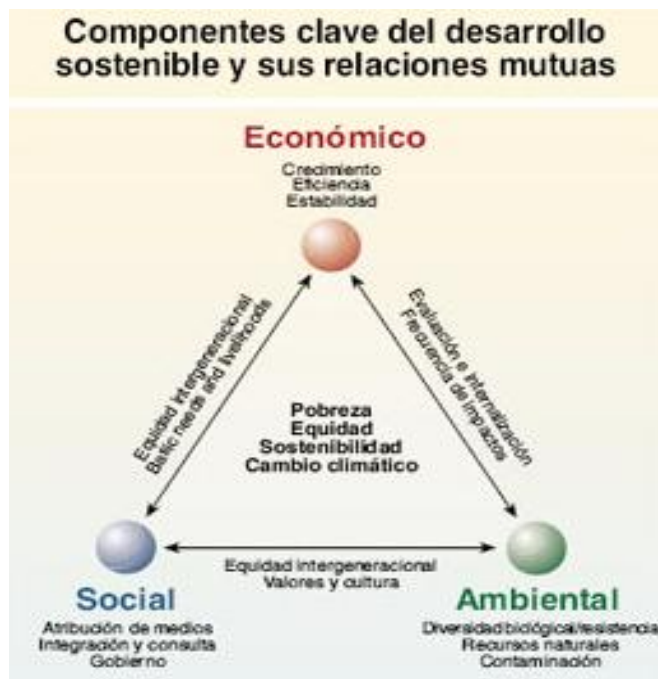 Componentes clave del desarrollo
sostenible y sus relaciones mutuas
Económico
Crecimiento
Eficiencia
Estabilidad
Equidad intergeneracional
Basic needs and livelihoods
Evaluación e internalización
Frecuencia de impactos
Pobreza
Equidad
Sostenibilidad
Cambio climático
Equidad intergeneracional
Valores y cultura
Social
Atribución de medios
Integración y consulta
Gobierno
Ambiental
Diversidad biológica/resistencia
Recursos naturales
Contaminación